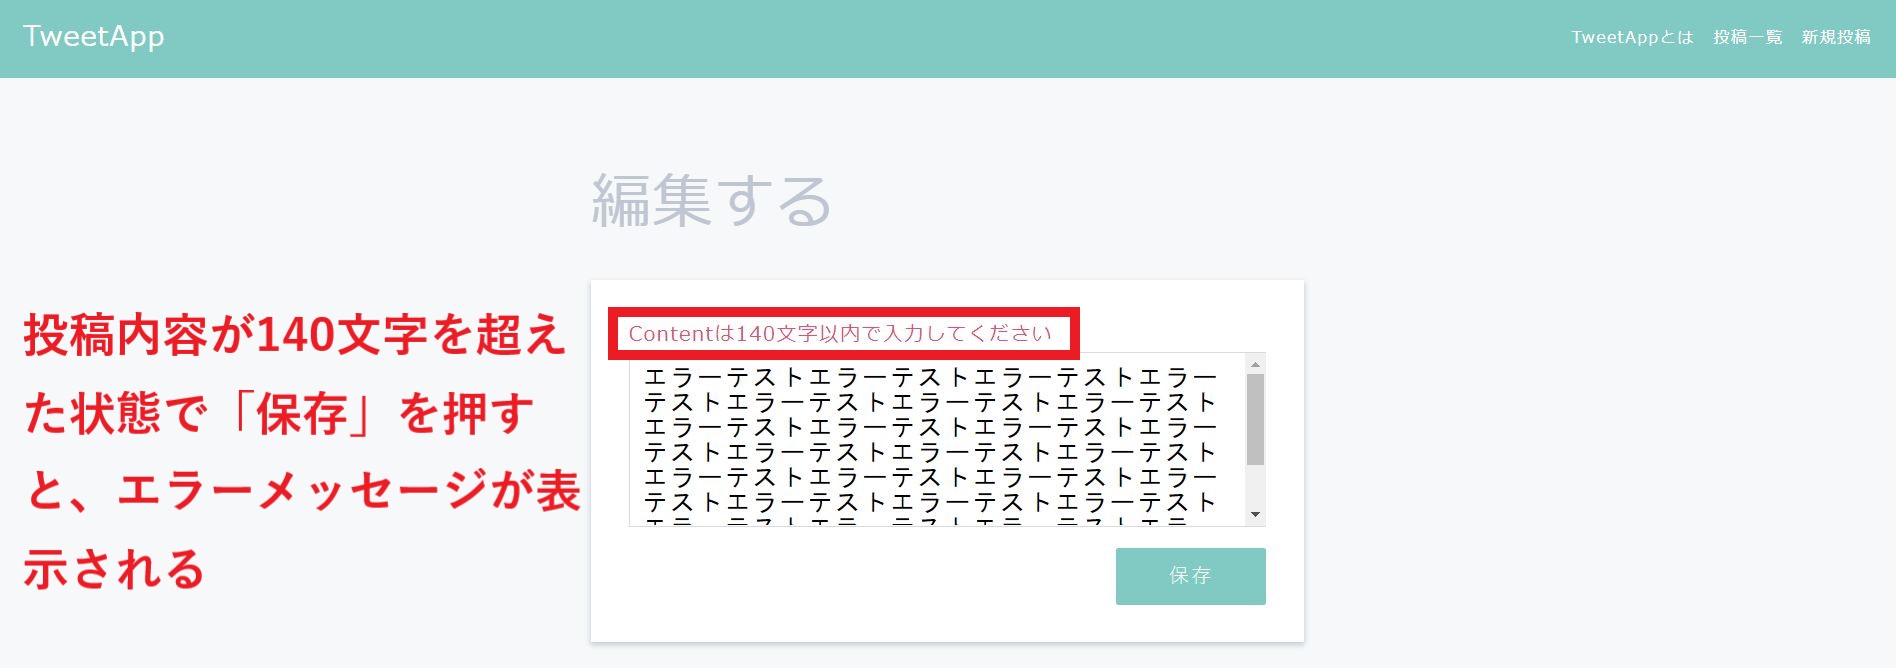 TweetApp
TweetAppとは 投稿一覧 新規投稿
編集する
投稿内容が140文字を超え
た状態で「保存」を押す
と、エラーメッセージが表
示される
Contentは140文字以内で入力してください
エラーテストエラーテストエラーテストエラー
テストエラーテストエラーテストエラーテスト
エラーテストエラーテストエラーテストエラー
テストエラーテストエラーテストエラーテスト
エラーテストエラーテストエラーテストエラー
テストエラーテストエラーテストエラーテスト
保存